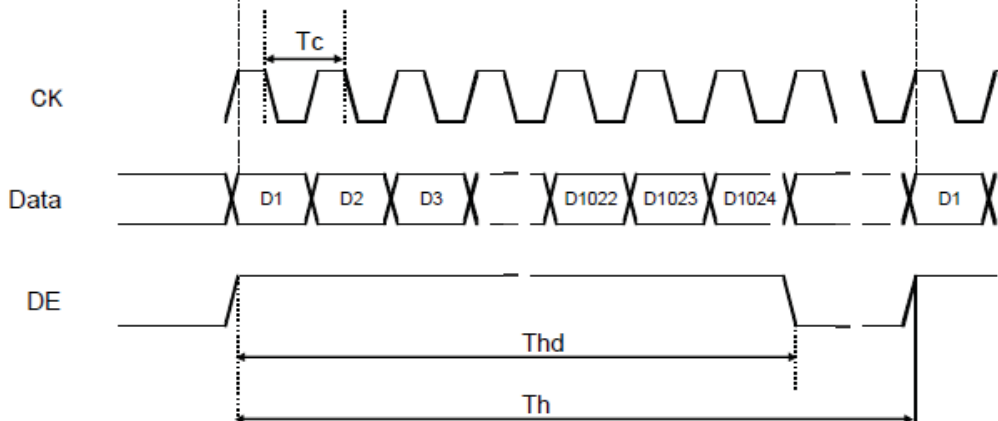 Tc
CK
Data D1 D2 D3 D1022 D1023 D1024 D1
DE
Thd
Th